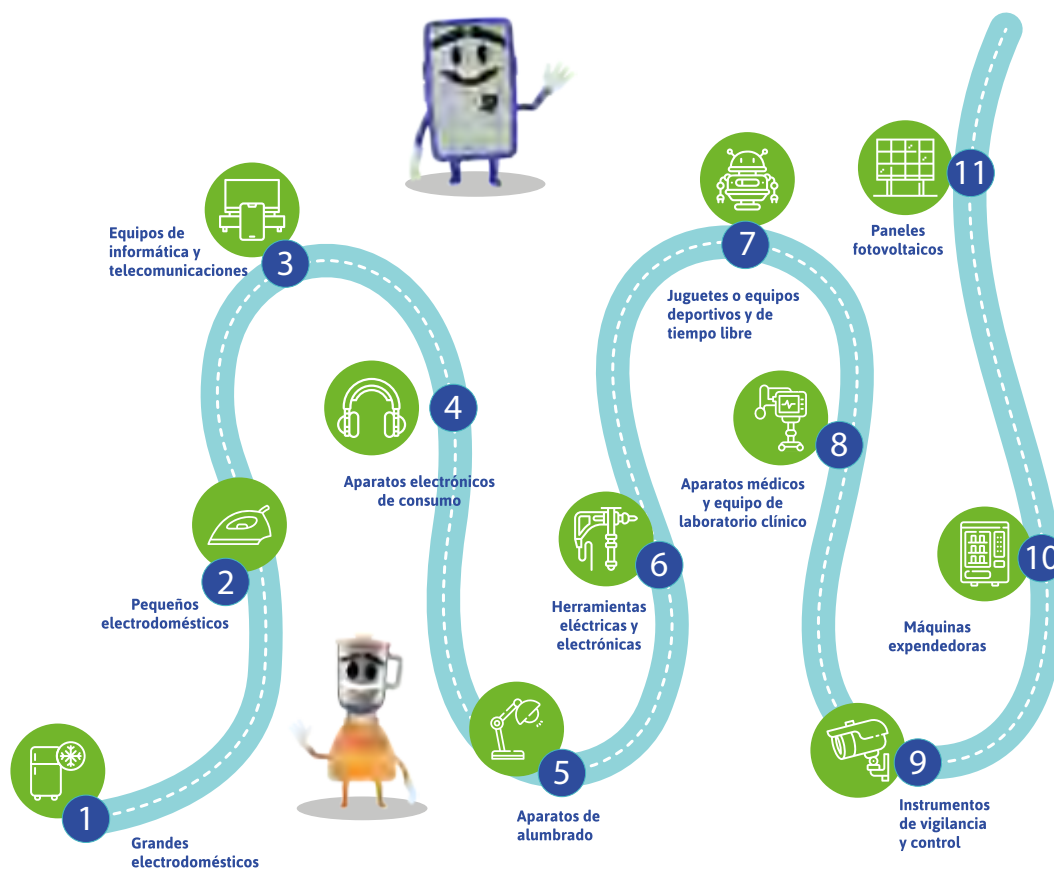 1
Grandes
electrodomésticos
2
Pequeños
electrodomésticos
3
Equipos de
informática y
telecomunicaciones
4
Aparatos electrónicos
de consumo
5
Aparatos de
alumbrado
6
Herramientas
eléctricas y
electrónicas
7
Juguetes o equipos
deportivos y de
tiempo libre
8
Aparatos médicos
y equipo de
laboratorio clínico
9
Instrumentos
de vigilancia
y control
10
Máquinas
expendedoras
11
Paneles
fotovoltaicos